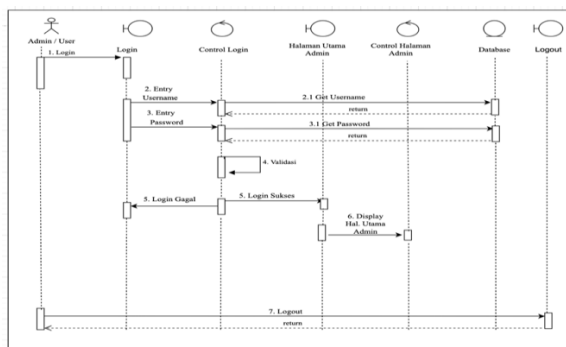 Admin / User
Login
Control Login
Halaman Utama
Admin
Control Halaman
Admin
Database
Logout
1. Login
2. Entry
Username
2.1 Get Username
return
3. Entry
Password
3.1 Get Password
return
4. Validasi
5. Login Gagal
5. Login Sukses
6. Display
Hal. Utama
Admin
7. Logout
return